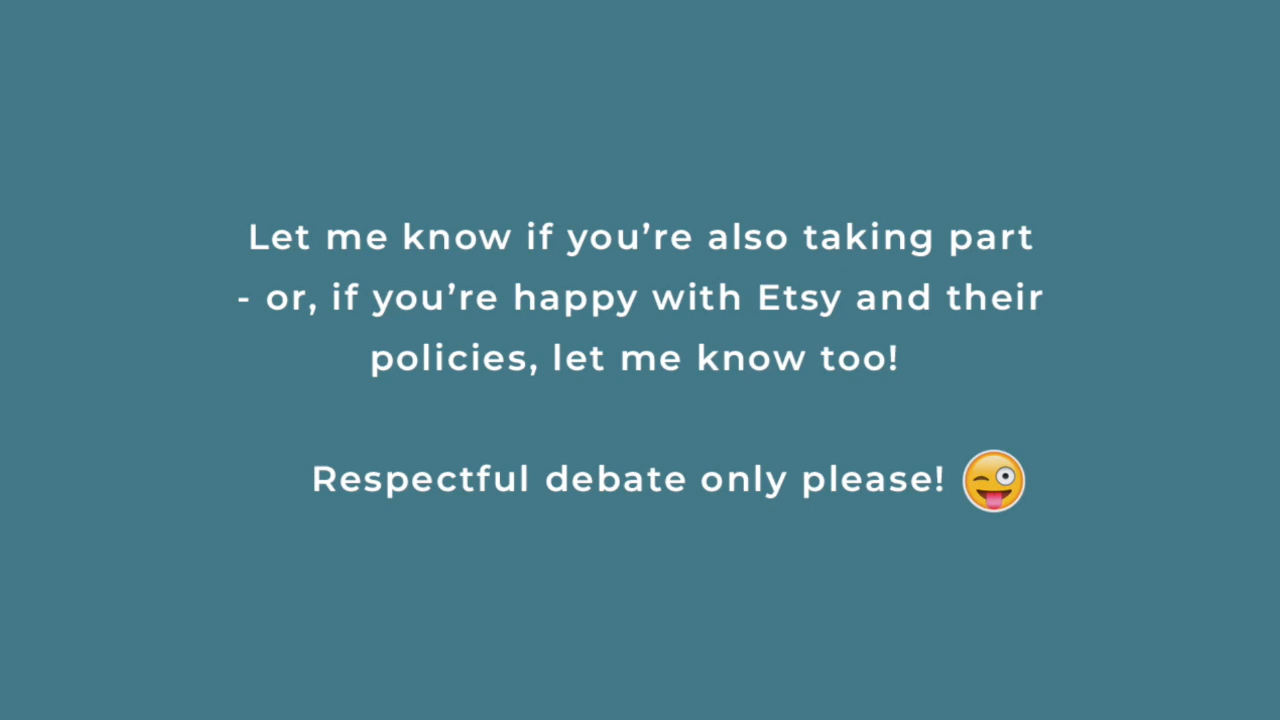 Let me know if you’re also taking part
- or, if you’re happy with Etsy and their
policies, let me know too!
Respectful debate only please! 😜